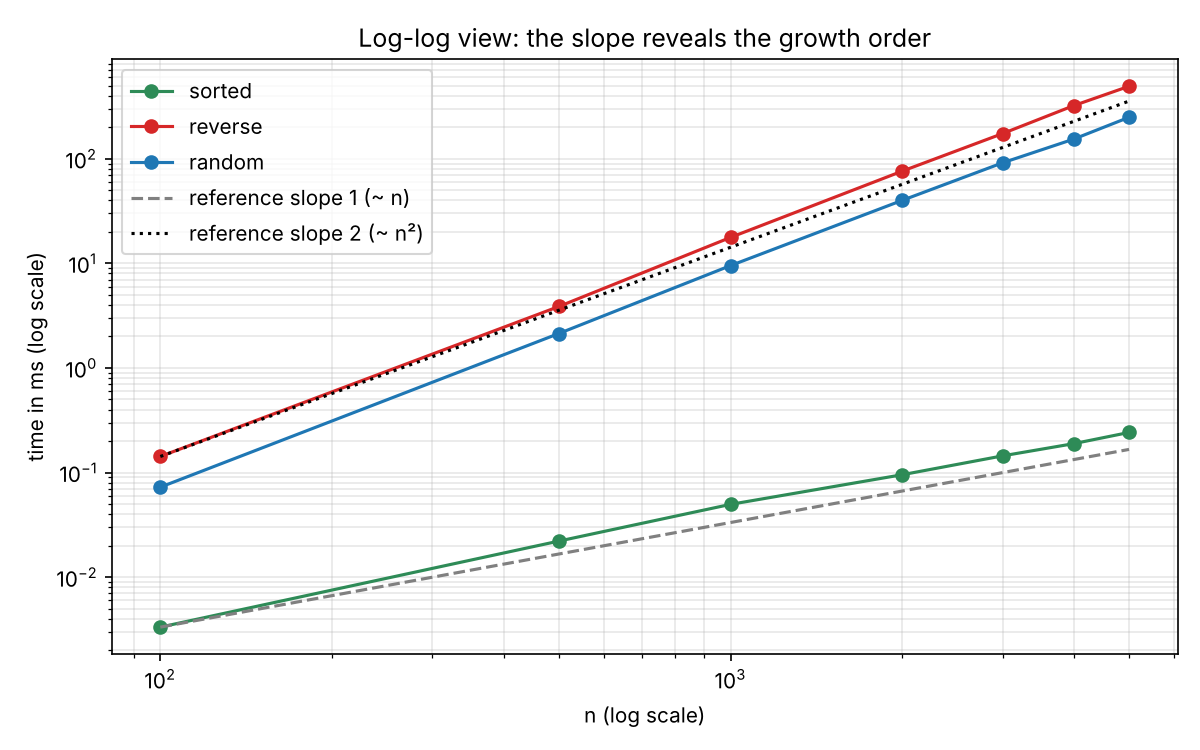 Log-log view: the slope reveals the growth order
sorted
reverse
random
reference slope 1 (~ n)
reference slope 2 (~ n²)
time in ms (log scale)
10²
10¹
10⁰
10⁻¹
10⁻²
10²
10³
n (log scale)